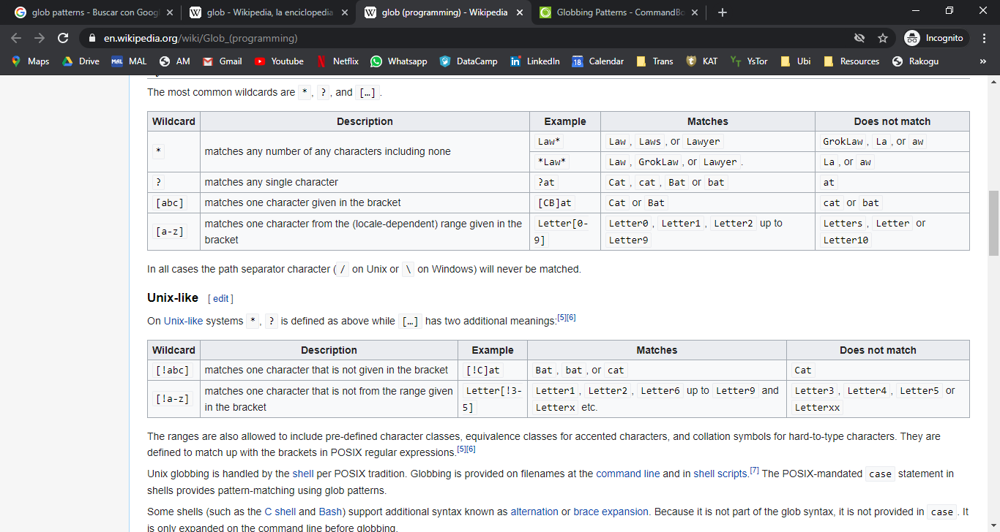 glob patterns - Buscar con Googl
glob - Wikipedia, la enciclopedia
glob (programming) - Wikipedia
Globbing Patterns - CommandBo
en.wikipedia.org/wiki/Glob_(programming)
Incognito
Maps
Drive
MAL MAL
AM
Gmail
Youtube
Netflix
Whatsapp
DataCamp
LinkedIn
18 Calendar
Trans
KAT
YT YsTor
Ubi
Resources
Rakogu
»
The most common wildcards are *, ?, and […].
Wildcard Description Example Matches Does not match
* matches any number of any characters including none Law* Law, Laws, or Lawyer GrokLaw, La, or aw
*Law* Law, GrokLaw, or Lawyer. La, or aw
? matches any single character ?at Cat, cat, Bat or bat at
[abc] matches one character given in the bracket [CB]at Cat or Bat cat or bat
[a-z] matches one character from the (locale-dependent) range given in the Letter[0- Letter0, Letter1, Letter2 up to Letters, Letter or
bracket 9] Letter9 Letter10
In all cases the path separator character ( / on Unix or \ on Windows) will never be matched.
Unix-like [ edit ]
On Unix-like systems *, ? is defined as above while […] has two additional meanings:[5][6]
Wildcard Description Example Matches Does not match
[!abc] matches one character that is not given in the bracket [!C]at Bat, bat, or cat Cat
[!a-z] matches one character that is not from the range given Letter[!3- Letter1, Letter2, Letter6 up to Letter9 and Letter3, Letter4, Letter5 or
in the bracket 5] Letterx etc. Letterxx
The ranges are also allowed to include pre-defined character classes, equivalence classes for accented characters, and collation symbols for hard-to-type characters. They are
defined to match up with the brackets in POSIX regular expressions.[5][6]
Unix globbing is handled by the shell per POSIX tradition. Globbing is provided on filenames at the command line and in shell scripts.[7] The POSIX-mandated case statement in
shells provides pattern-matching using glob patterns.
Some shells (such as the C shell and Bash) support additional syntax known as alternation or brace expansion. Because it is not part of the glob syntax, it is not provided in case. It
is only expanded on the command line before globbing.